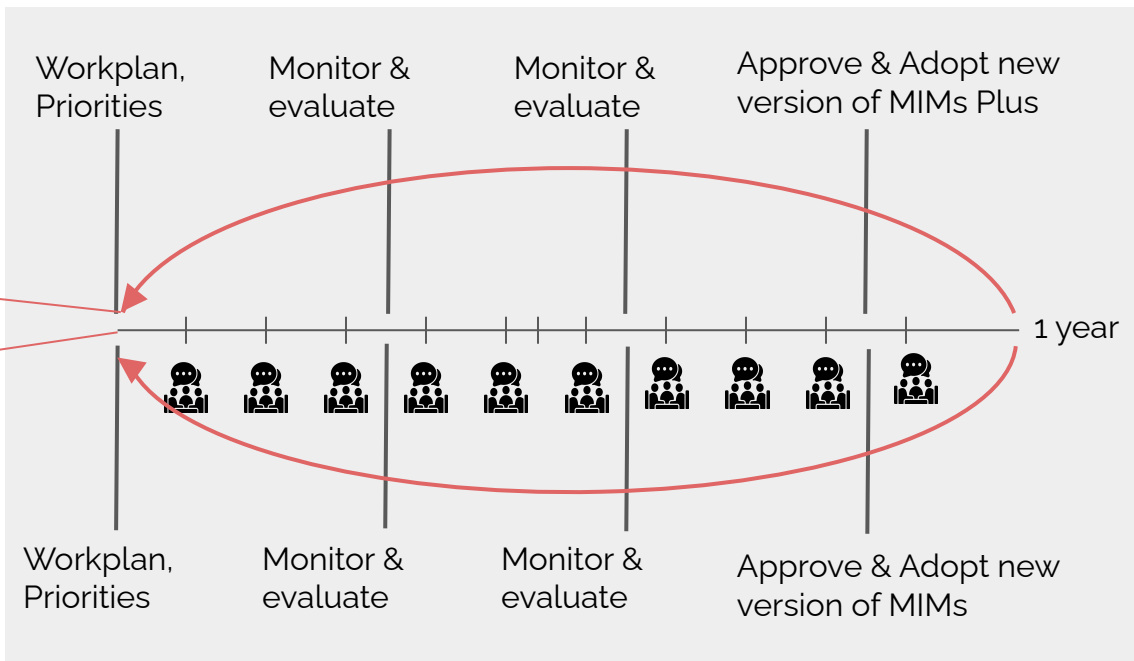 Workplan,
Priorities
Monitor &
evaluate
Monitor &
evaluate
Approve & Adopt new
version of MIMs Plus
1 year
Workplan,
Priorities
Monitor &
evaluate
Monitor &
evaluate
Approve & Adopt new
version of MIMs